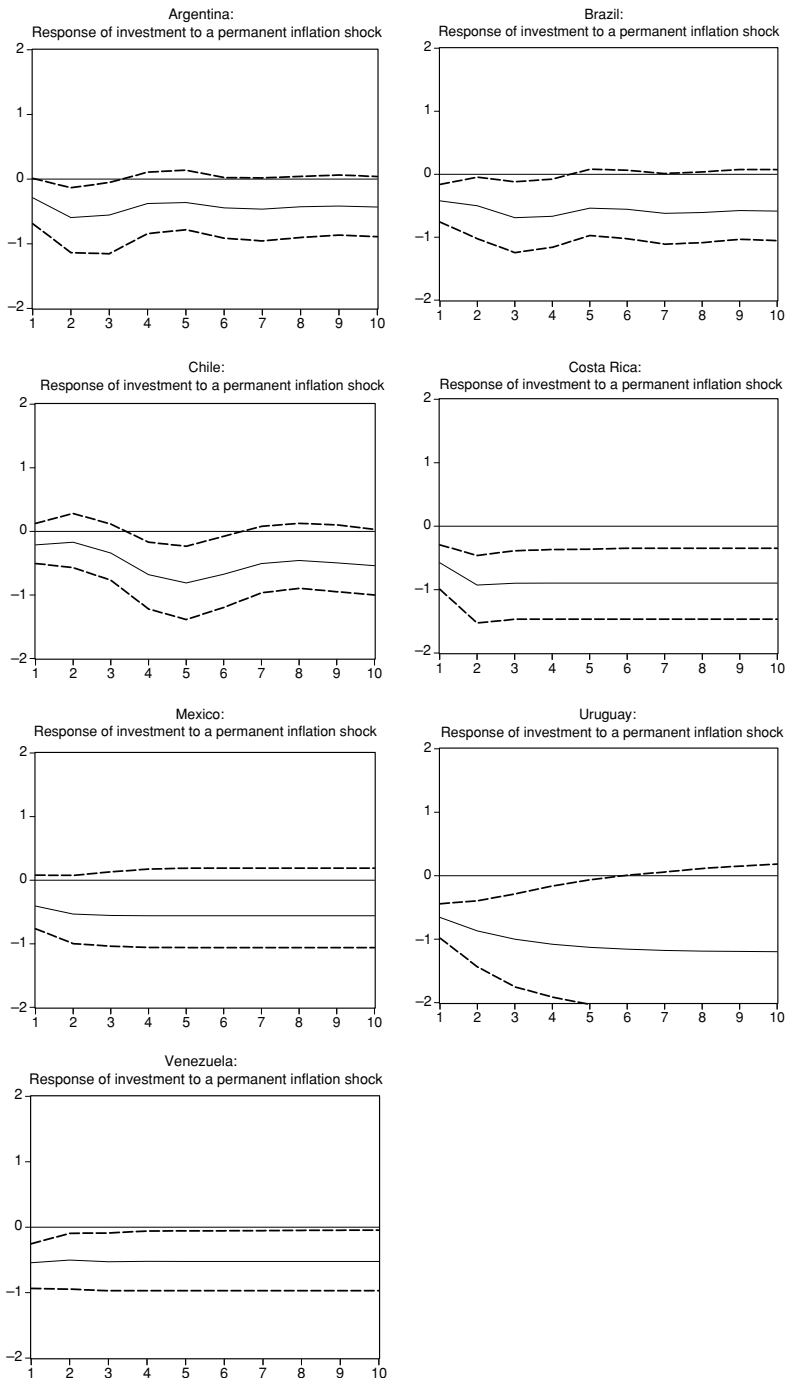 Argentina:
Response of investment to a permanent inflation shock
2
1
0
–1
–2
1 2 3 4 5 6 7 8 9 10
Brazil:
Response of investment to a permanent inflation shock
2
1
0
–1
–2
1 2 3 4 5 6 7 8 9 10
Chile:
Response of investment to a permanent inflation shock
2
1
0
–1
–2
1 2 3 4 5 6 7 8 9 10
Costa Rica:
Response of investment to a permanent inflation shock
2
1
0
–1
–2
1 2 3 4 5 6 7 8 9 10
Mexico:
Response of investment to a permanent inflation shock
2
1
0
–1
–2
1 2 3 4 5 6 7 8 9 10
Uruguay:
Response of investment to a permanent inflation shock
2
1
0
–1
–2
1 2 3 4 5 6 7 8 9 10
Venezuela:
Response of investment to a permanent inflation shock
2
1
0
–1
–2
1 2 3 4 5 6 7 8 9 10